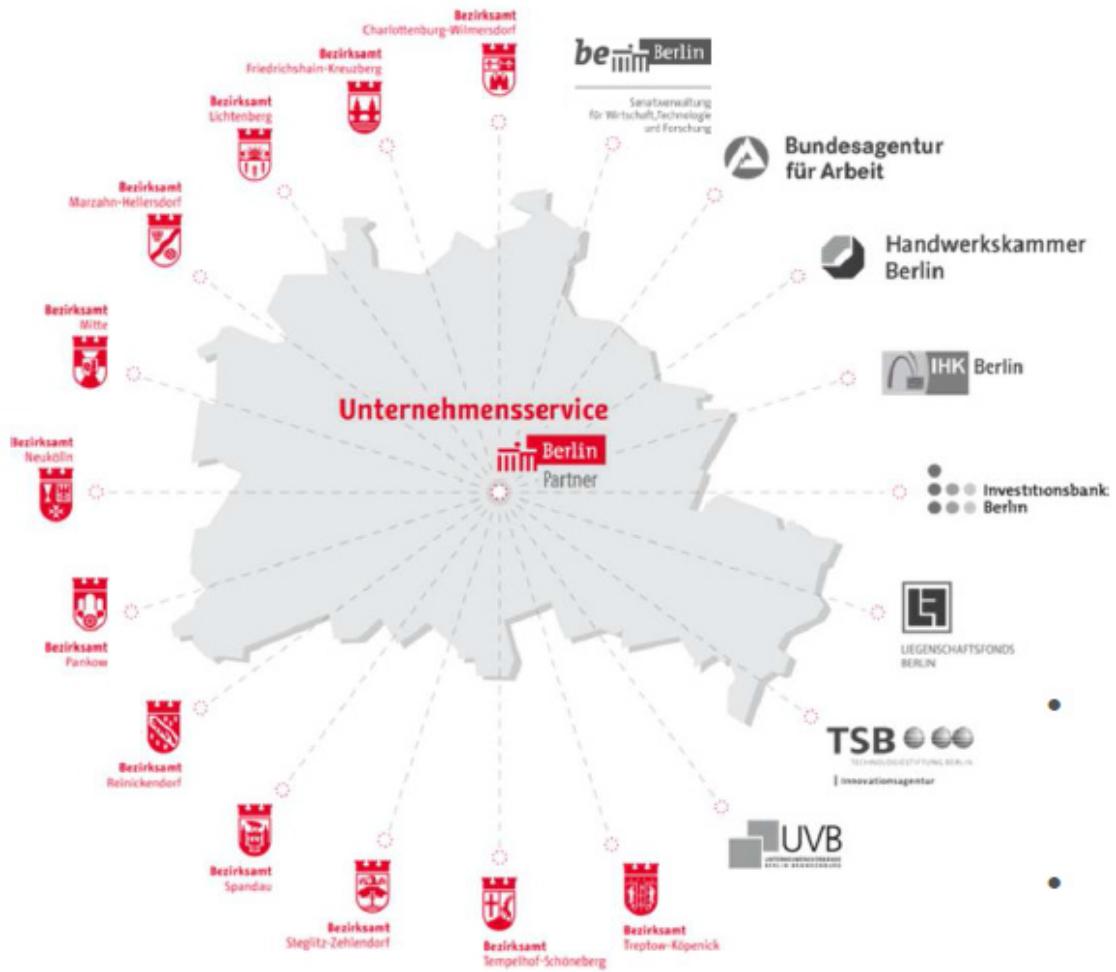 Bezirksamt
Charlottenburg-Wilmersdorf
Bezirksamt
Friedrichshain-Kreuzberg
Bezirksamt
Lichtenberg
Bezirksamt
Marzahn-Hellersdorf
Bezirksamt
Mitte
Bezirksamt
Neukölln
Bezirksamt
Pankow
Bezirksamt
Reinickendorf
Bezirksamt
Spandau
Bezirksamt
Steglitz-Zehlendorf
Bezirksamt
Tempelhof-Schöneberg
Bezirksamt
Treptow-Köpenick
Unternehmensservice
Berlin
Partner
be Berlin
Senatsverwaltung
für Wirtschaft, Technologie
und Forschung
Bundesagentur
für Arbeit
Handwerkskammer
Berlin
IHK Berlin
Investitionsbank
Berlin
LIEGENSCHAFTSFONDS
BERLIN
TSB
TECHNOLOGIESTIFTUNG BERLIN
Innovationsagentur
UVB
UNTERNEHMENSVERBÄNDE
BERLIN BRANDENBURG